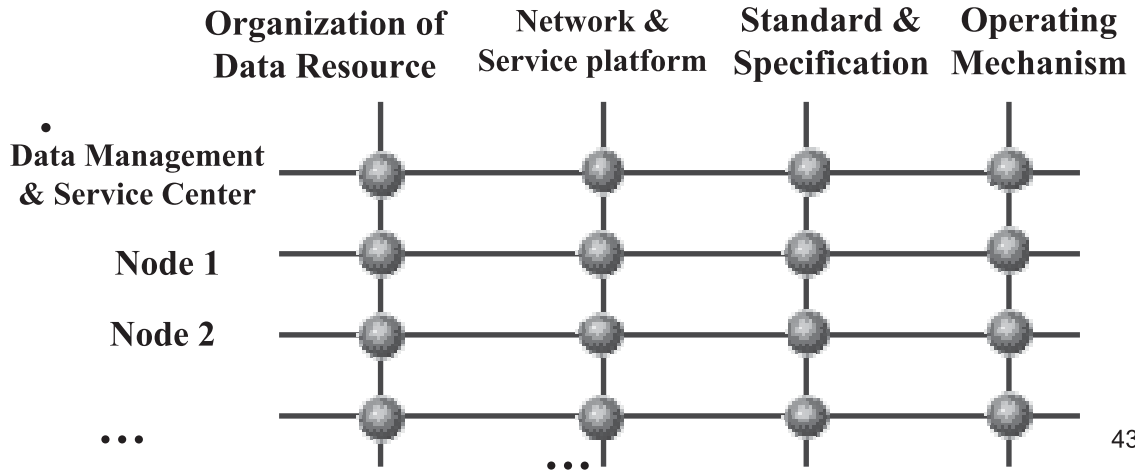 Organization of
Data Resource
Network &
Service platform
Standard &
Specification
Operating
Mechanism
•
Data Management
& Service Center
Node 1
Node 2
...
...
43